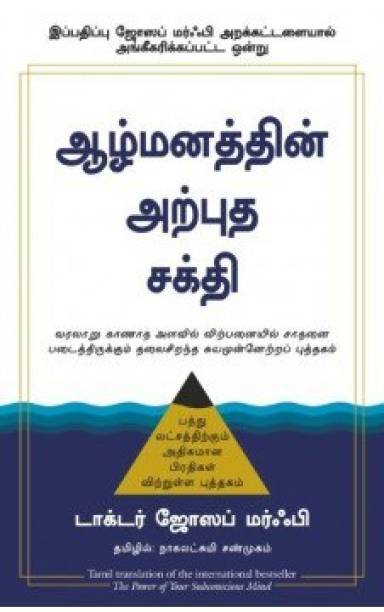 இப்பதிப்பு ஜோஸப் மர்ஃபி அறக்கட்டளையால்
அங்கீகரிக்கப்பட்ட ஒன்று
ஆழ்மனத்தின்
அற்புத
சக்தி
வரலாறு காணாத அளவில் விற்பனையில் சாதனை
படைத்திருக்கும் தலைசிறந்த சுயமுன்னேற்றப் புத்தகம்
பத்து
லட்சத்திற்கும்
அதிகமான
பிரதிகள்
விற்றுள்ள புத்தகம்
டாக்டர் ஜோஸப் மர்ஃபி
தமிழில்: நாகலட்சுமி சண்முகம்
Tamil translation of the international bestseller
The Power of Your Subconscious Mind